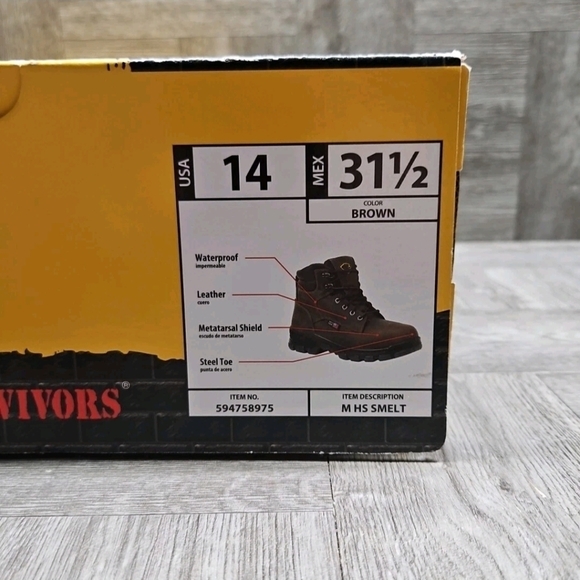 USA 14 MEX 31½
COLOR
BROWN
Waterproof
impermeable
Leather
cuero
Metatarsal Shield
escudo de metatarso
Steel Toe
punta de acero
ITEM NO.
594758975
ITEM DESCRIPTION
M HS SMELT
VIVORS®